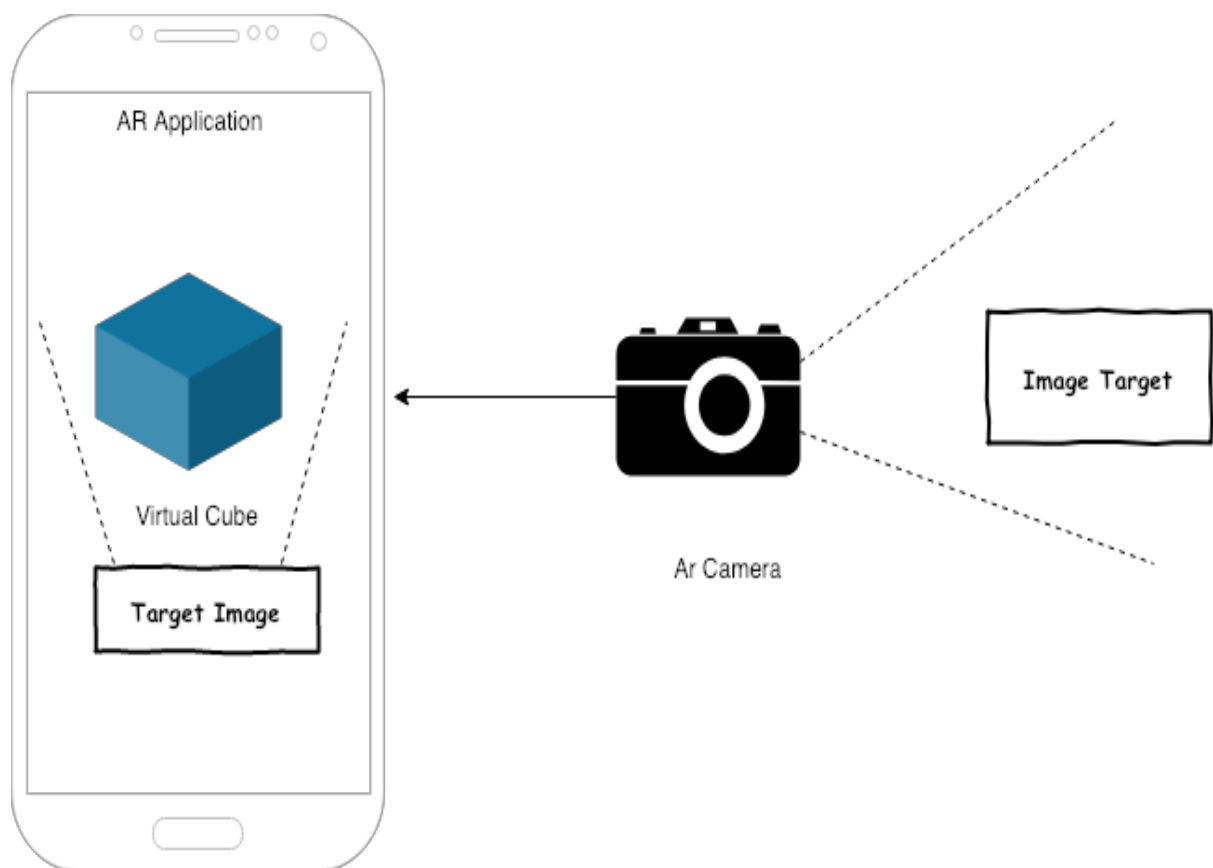 AR Application
Virtual Cube
Target Image
Ar Camera
Image Target